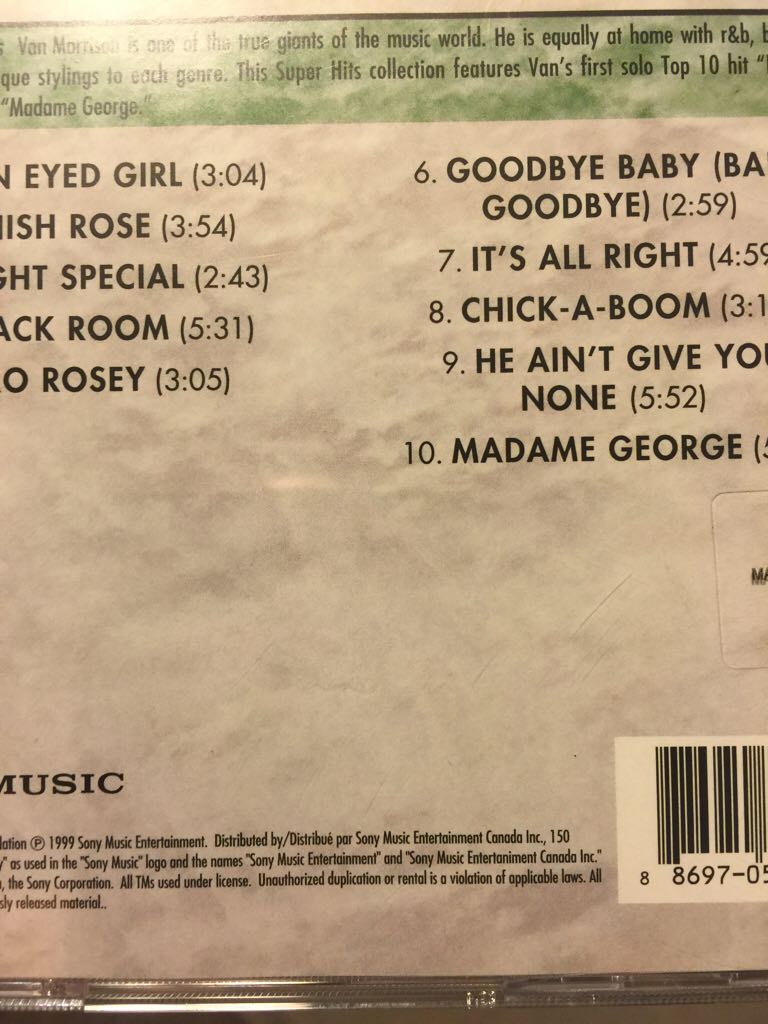 s Van Morrison is one of the true giants of the music world. He is equally at home with r&b, b
que stylings to each genre. This Super Hits collection features Van's first solo Top 10 hit "
"Madame George."
N EYED GIRL (3:04)
ISH ROSE (3:54)
GHT SPECIAL (2:43)
ACK ROOM (5:31)
O ROSEY (3:05)
6. GOODBYE BABY (BA
GOODBYE) (2:59)
7. IT'S ALL RIGHT (4:59
8. CHICK-A-BOOM (3:1
9. HE AIN'T GIVE YOU
NONE (5:52)
10. MADAME GEORGE (5
MA
MUSIC
lation ℗ 1999 Sony Music Entertainment. Distributed by/Distribué par Sony Music Entertainment Canada Inc., 150
y" as used in the "Sony Music" logo and the names "Sony Music Entertainment" and "Sony Music Entertaniment Canada Inc."
, the Sony Corporation. All TMs used under license. Unauthorized duplication or rental is a violation of applicable laws. All
sly released material..
8 8697-05